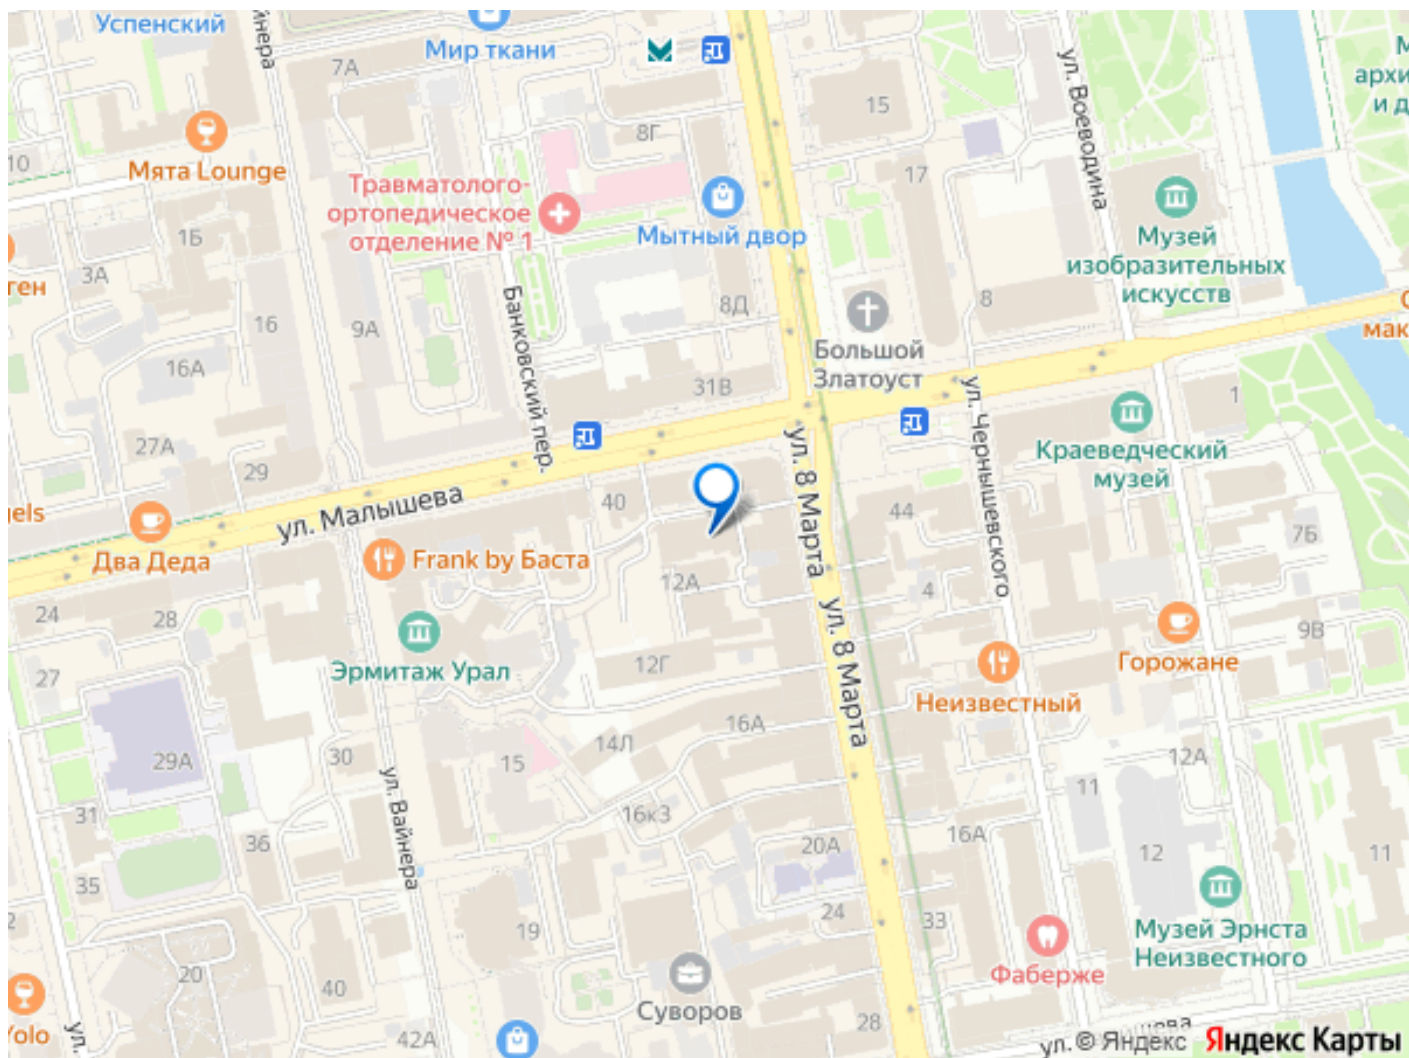 Успенский
Мир ткани
7А
15
8Г
10
Мята Lounge
Травматолого-
ортопедическое
отделение № 1
17
ул. Воеводина
Мытный двор
Музей
изобразительных
искусств
1Б
3А
16
9А
16А
Банковский пер.
8Д
8
Большой
Златоуст
31В
1
27А
29
ул. Малышева
40
ул. 8 Марта
44
ул. Чернышевского
Краеведческий
музей
7Б
Два Деда
Frank by Баста
12А
4
24
28
Эрмитаж Урал
12Г
ул. 8 Марта
Неизвестный
Горожане
9В
27
29А
30
15
14Л
16А
12А
11
ул. Вайнера
31
36
16к3
20А
16А
12
11
35
19
24
33
Музей Эрнста
Неизвестного
20
40
Суворов
Фаберже
42А
28
ул.
ул.
© Яндекс
Яндекс Карты